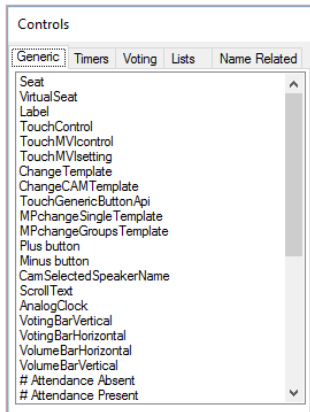 Controls
Generic Timers Voting Lists Name Related
Seat
VirtualSeat
Label
TouchControl
TouchMVIcontrol
TouchMVIsetting
ChangeTemplate
ChangeCAMTemplate
TouchGenericButtonApi
MPchangeSingleTemplate
MPchangeGroupsTemplate
Plus button
Minus button
CamSelectedSpeakerName
ScrollText
AnalogClock
VotingBarVertical
VotingBarHorizontal
VolumeBarHorizontal
VolumeBarVertical
# Attendance Absent
# Attendance Present